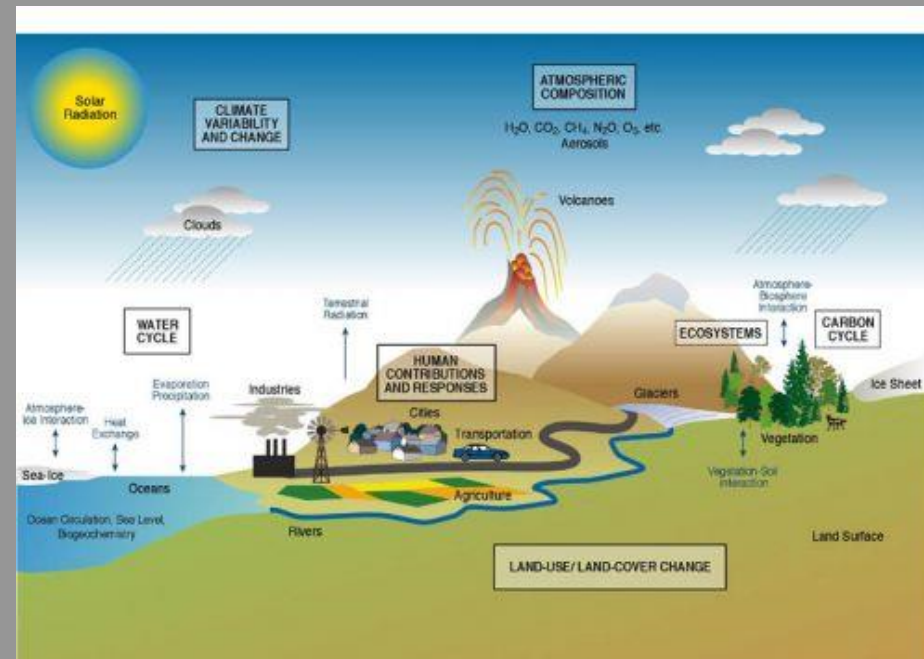 Solar
Radiation
CLIMATE
VARIABILITY
AND CHANGE
ATMOSPHERIC
COMPOSITION
H₂O, CO₂, CH₄, N₂O, O₃, etc
Aerosols
Volcanoes
Clouds
Atmosphere-
Biosphere
Interaction
Terrestrial
Radiation
WATER
CYCLE
ECOSYSTEMS
CARBON
CYCLE
HUMAN
CONTRIBUTIONS
AND RESPONSES
Ice Sheet
Evaporation
Precipitation
Industries
Glaciers
Atmosphere-
Ice Interaction
Heat
Exchange
Cities
Transportation
Vegetation
Sea-Ice
Oceans
Vegetation-Soil
Interaction
Agriculture
Ocean Circulation, Sea Level,
Biogeochemistry
Rivers
Land Surface
LAND-USE/ LAND-COVER CHANGE